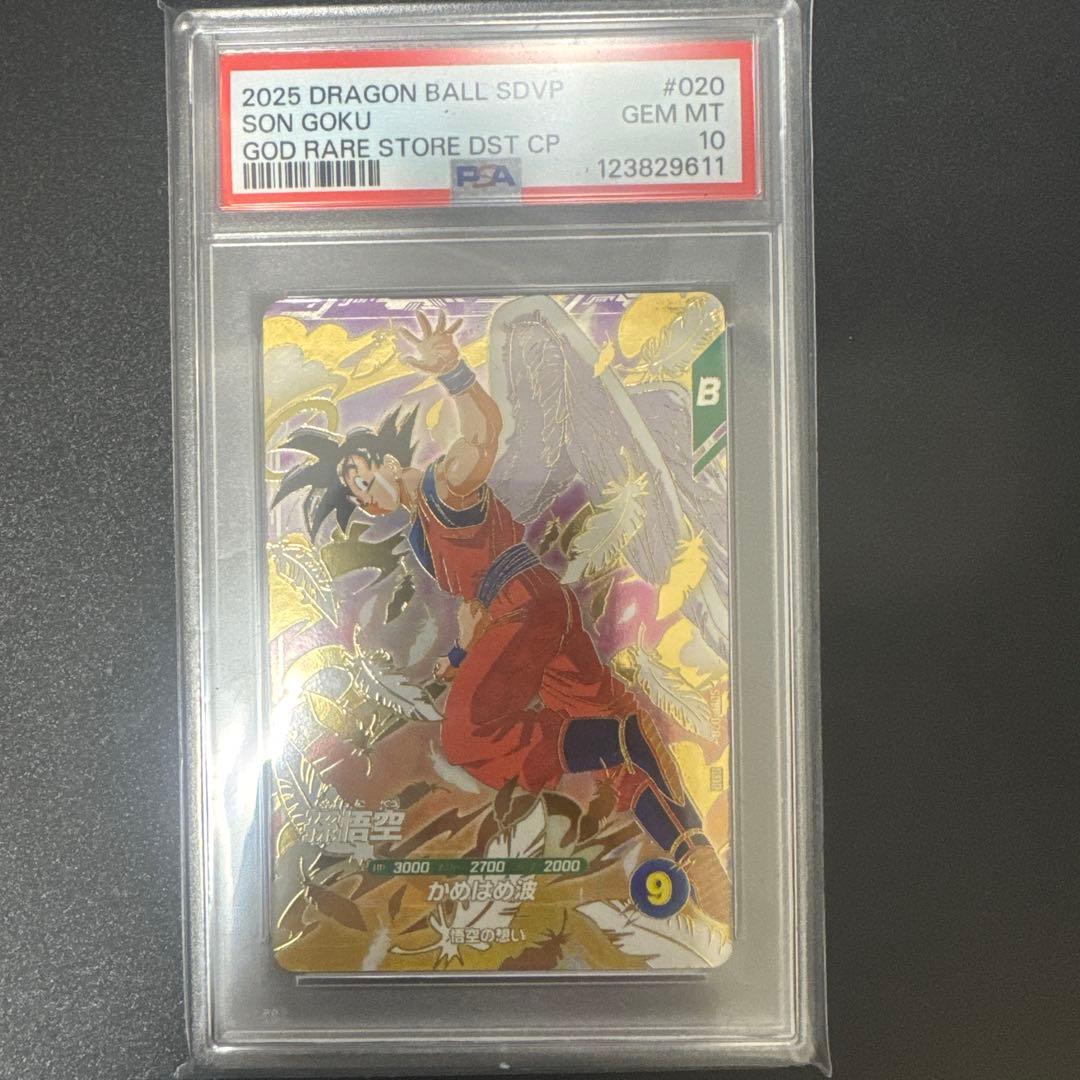 2025 DRAGON BALL SDVP #020
SON GOKU GEM MT
GOD RARE STORE DST CP 10
PSA 123829611
B
孫悟空
3000 2700 2000
かめはめ波
9
悟空の想い